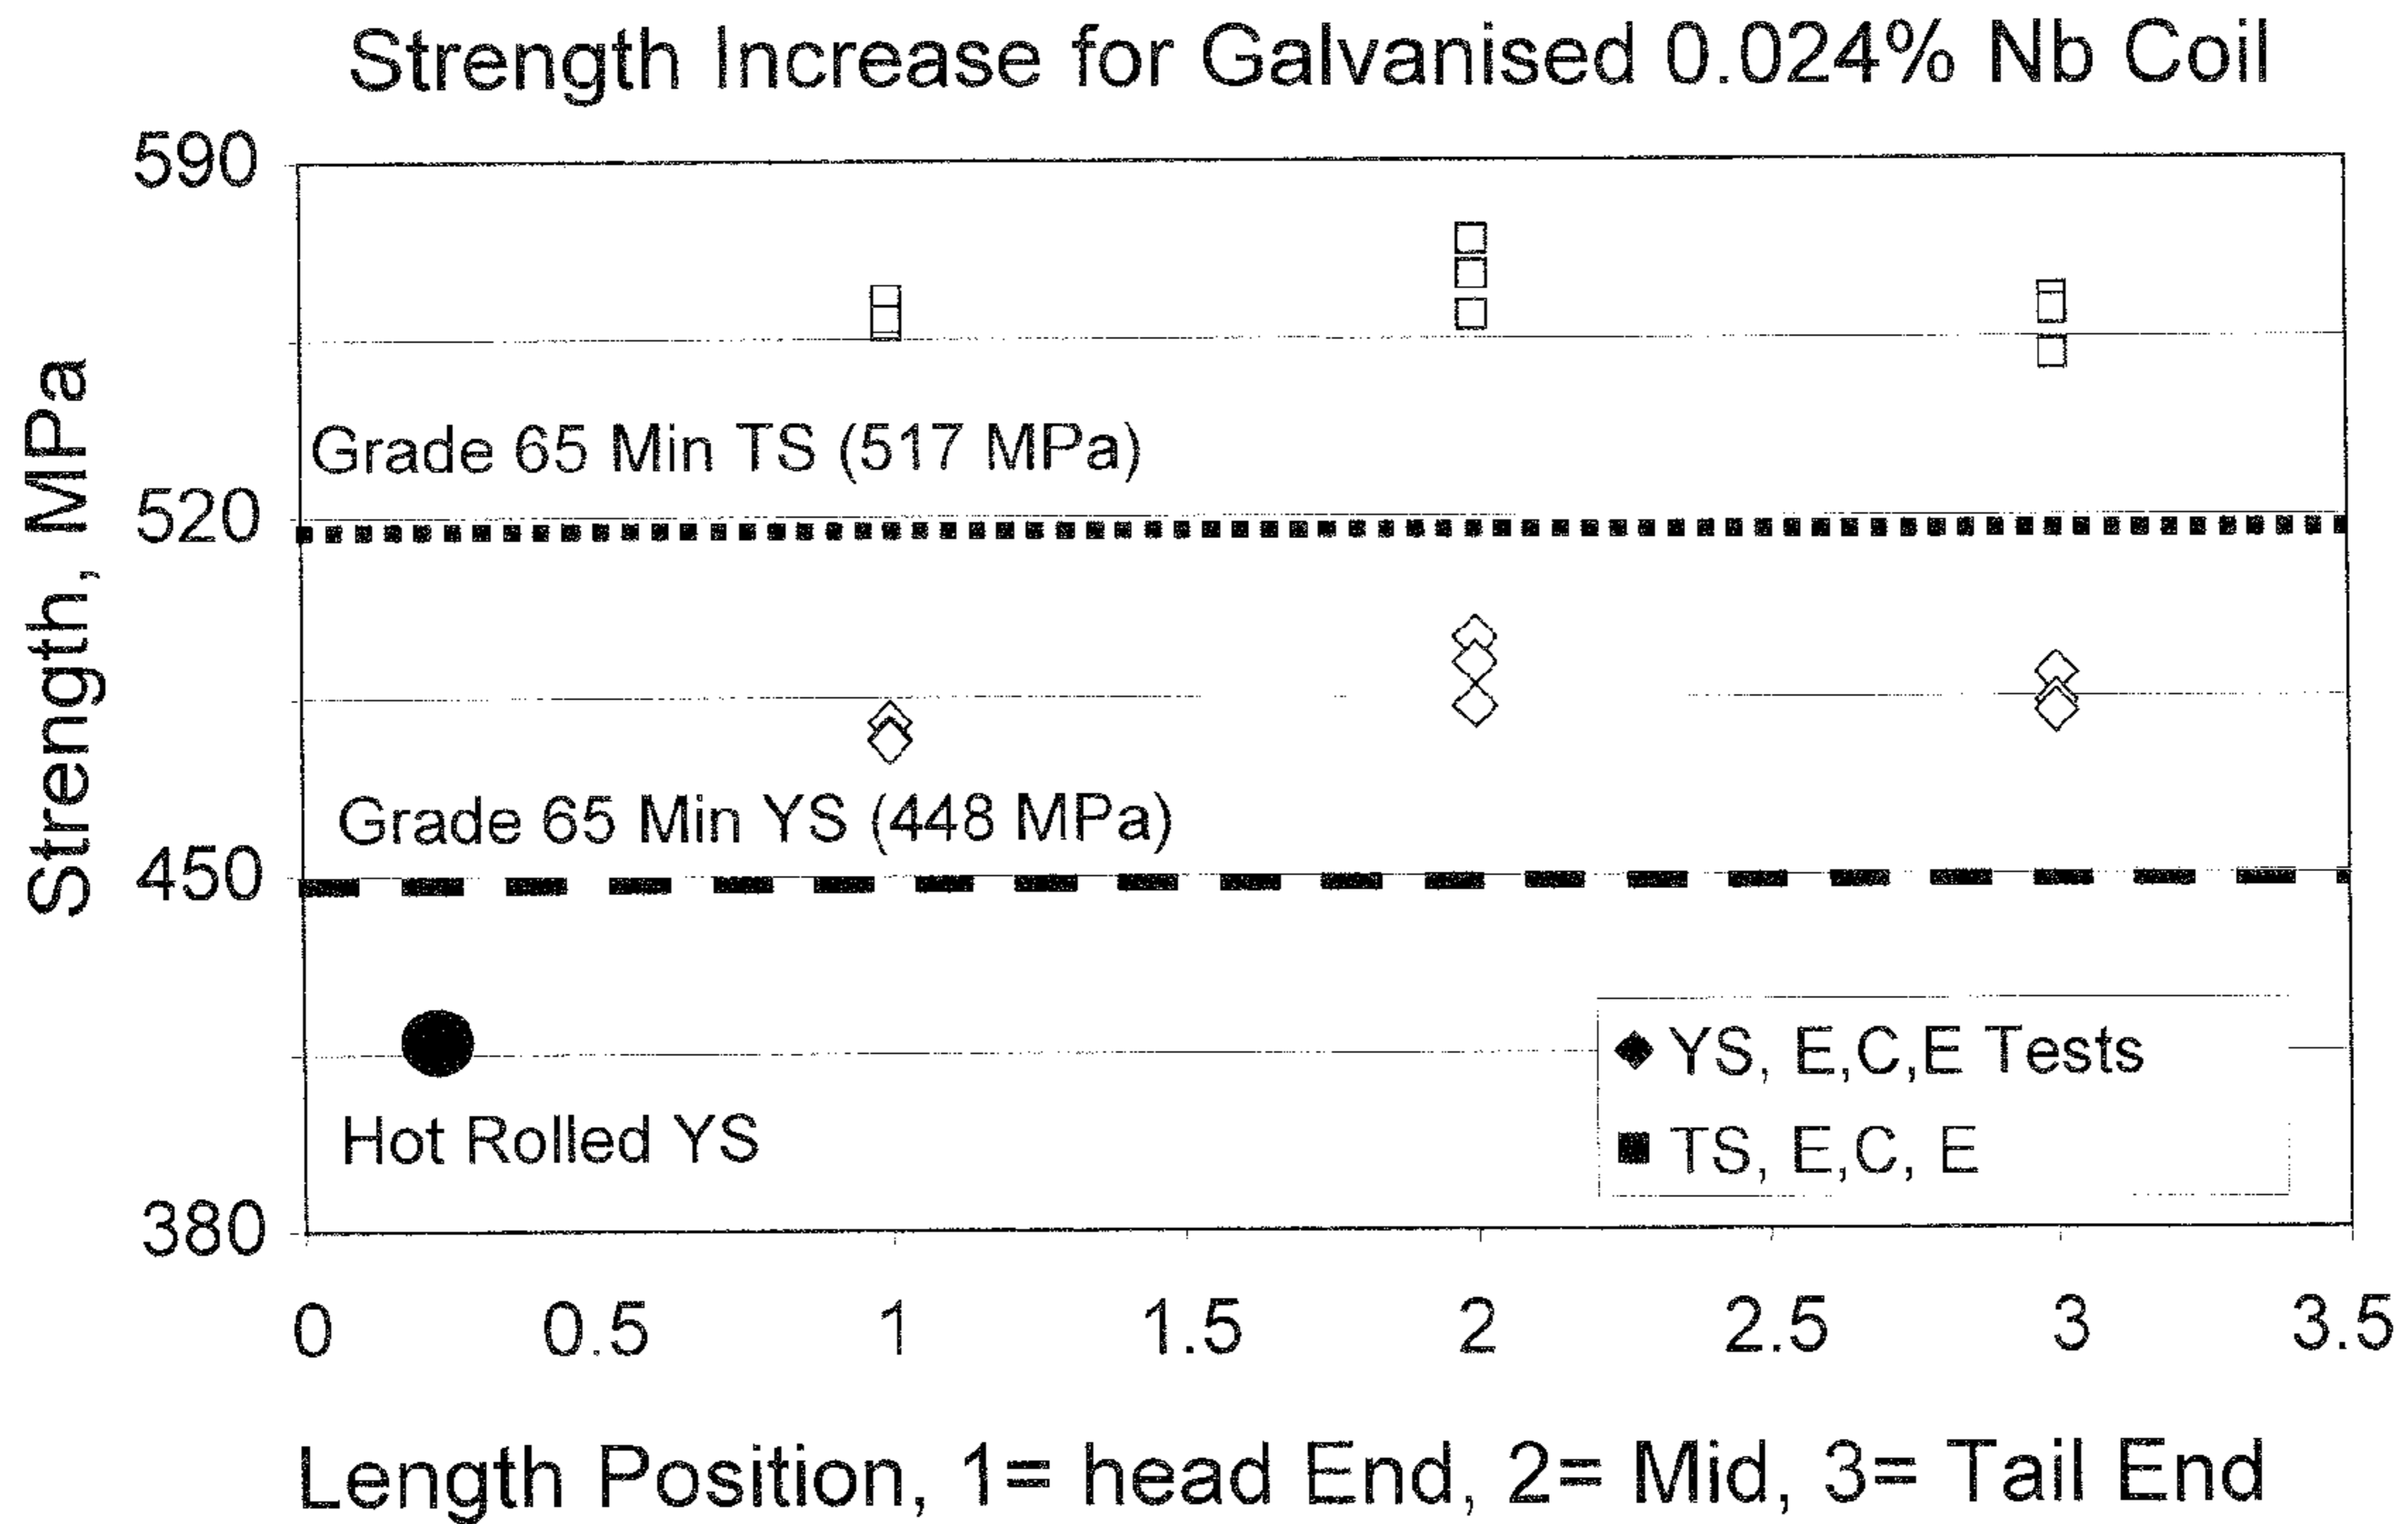 Strength Increase for Galvanised 0.024% Nb Coil
590
520
450
380
Strength, MPa
Grade 65 Min TS (517 MPa)
Grade 65 Min YS (448 MPa)
Hot Rolled YS
YS, E,C,E Tests
TS, E,C, E
0 0.5 1 1.5 2 2.5 3 3.5
Length Position, 1= head End, 2= Mid, 3= Tail End